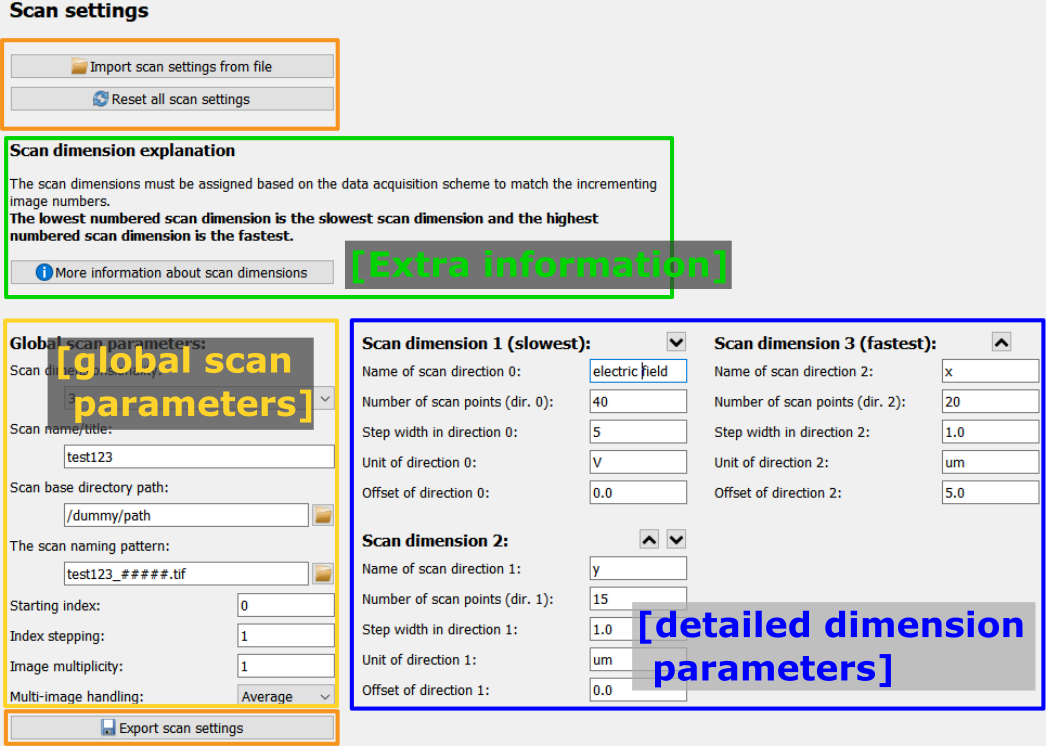 Scan settings
Import scan settings from file
Reset all scan settings
Scan dimension explanation
The scan dimensions must be assigned based on the data acquisition scheme to match the incrementing
image numbers.
The lowest numbered scan dimension is the slowest scan dimension and the highest
numbered scan dimension is the fastest.
More information about scan dimensions
[Extra information]
Global scan parameters:
Scan dimensionality:
3
[global scan
parameters]
Scan name/title:
test123
Scan base directory path:
/dummy/path
The scan naming pattern:
test123_#####.tif
Starting index: 0
Index stepping: 1
Image multiplicity: 1
Multi-image handling: Average
Export scan settings
Scan dimension 1 (slowest):
Name of scan direction 0: electric field
Number of scan points (dir. 0): 40
Step width in direction 0: 5
Unit of direction 0: V
Offset of direction 0: 0.0
Scan dimension 2:
Name of scan direction 1: y
Number of scan points (dir. 1): 15
Step width in direction 1: 1.0
Unit of direction 1: um
Offset of direction 1: 0.0
Scan dimension 3 (fastest):
Name of scan direction 2: x
Number of scan points (dir. 2): 20
Step width in direction 2: 1.0
Unit of direction 2: um
Offset of direction 2: 5.0
[detailed dimension
parameters]